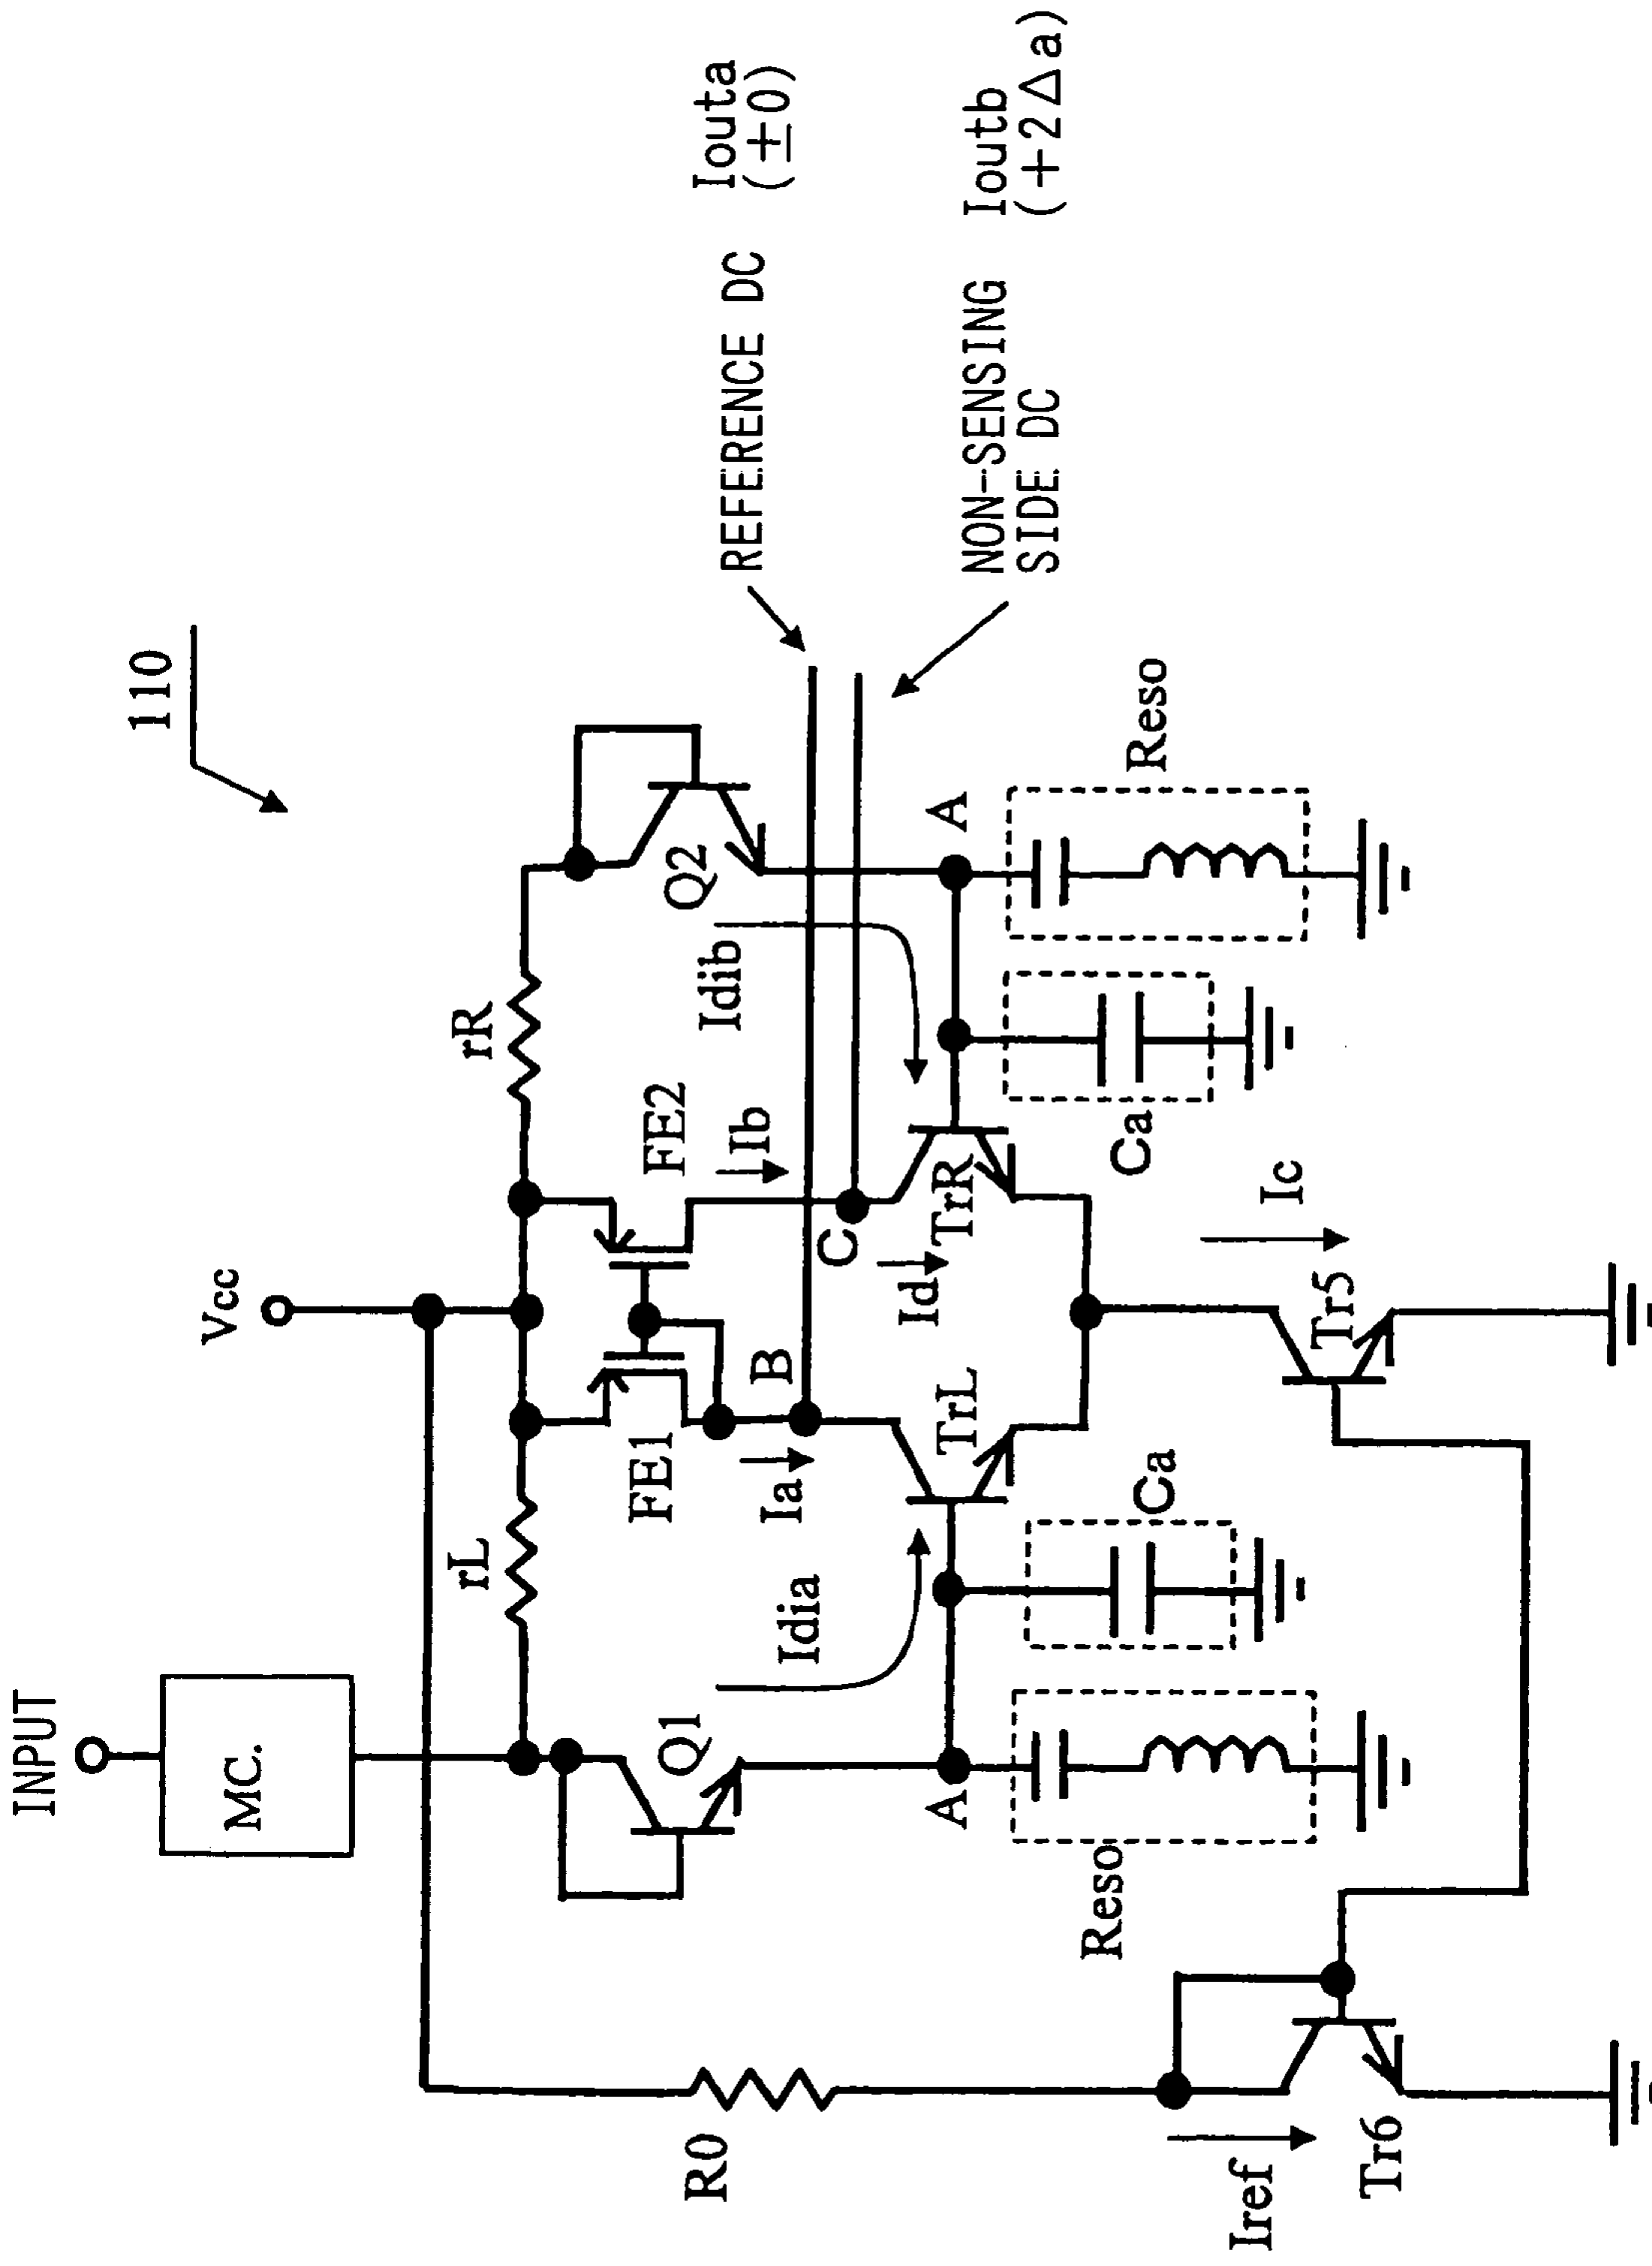 110
INPUT
MC.
Vcc
rL
rR
FE1
FE2
Q1
Q2
Ia
Ib
B
C
Idia
Idib
Id
REFERENCE DC
Iouta
(±0)
NON-SENSING
SIDE DC
Ioutb
(+2△a)
R0
A
A
TrL
TrR
Reso
Ca
Ca
Reso
Iref
Tr6
Tr5
Ic